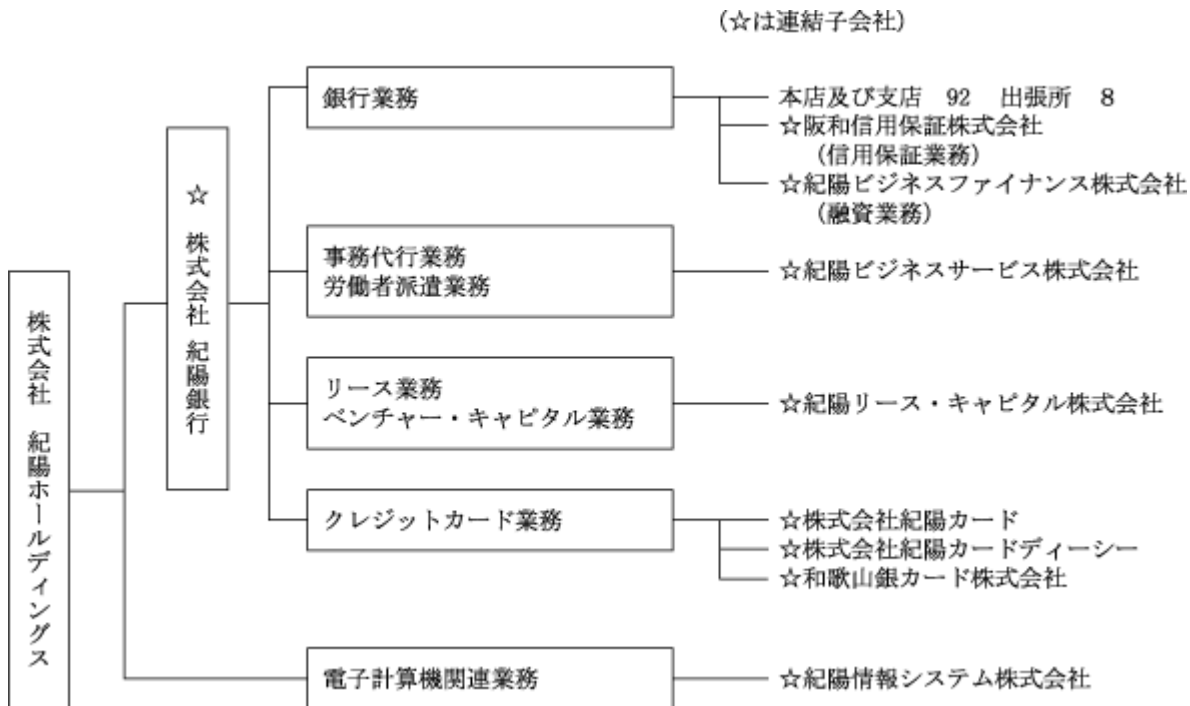 (☆は連結子会社)
株式会社 紀陽ホールディングス
☆ 株式会社 紀陽銀行
銀行業務
本店及び支店 92 出張所 8
☆阪和信用保証株式会社
(信用保証業務)
☆紀陽ビジネスファイナンス株式会社
(融資業務)
事務代行業務
労働者派遣業務
☆紀陽ビジネスサービス株式会社
リース業務
ベンチャー・キャピタル業務
☆紀陽リース・キャピタル株式会社
クレジットカード業務
☆株式会社紀陽カード
☆株式会社紀陽カードディーシー
☆和歌山銀カード株式会社
電子計算機関連業務
☆紀陽情報システム株式会社